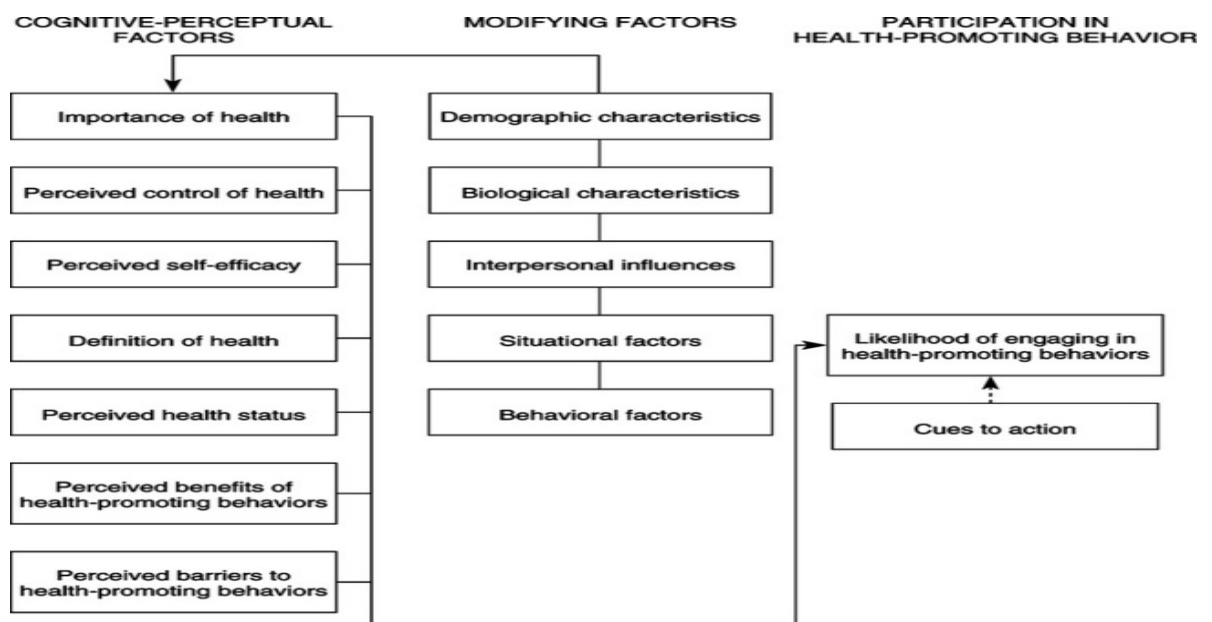 COGNITIVE-PERCEPTUAL
FACTORS
Importance of health
Perceived control of health
Perceived self-efficacy
Definition of health
Perceived health status
Perceived benefits of
health-promoting behaviors
Perceived barriers to
health-promoting behaviors
MODIFYING FACTORS
Demographic characteristics
Biological characteristics
Interpersonal influences
Situational factors
Behavioral factors
PARTICIPATION IN
HEALTH-PROMOTING BEHAVIOR
Likelihood of engaging in
health-promoting behaviors
Cues to action